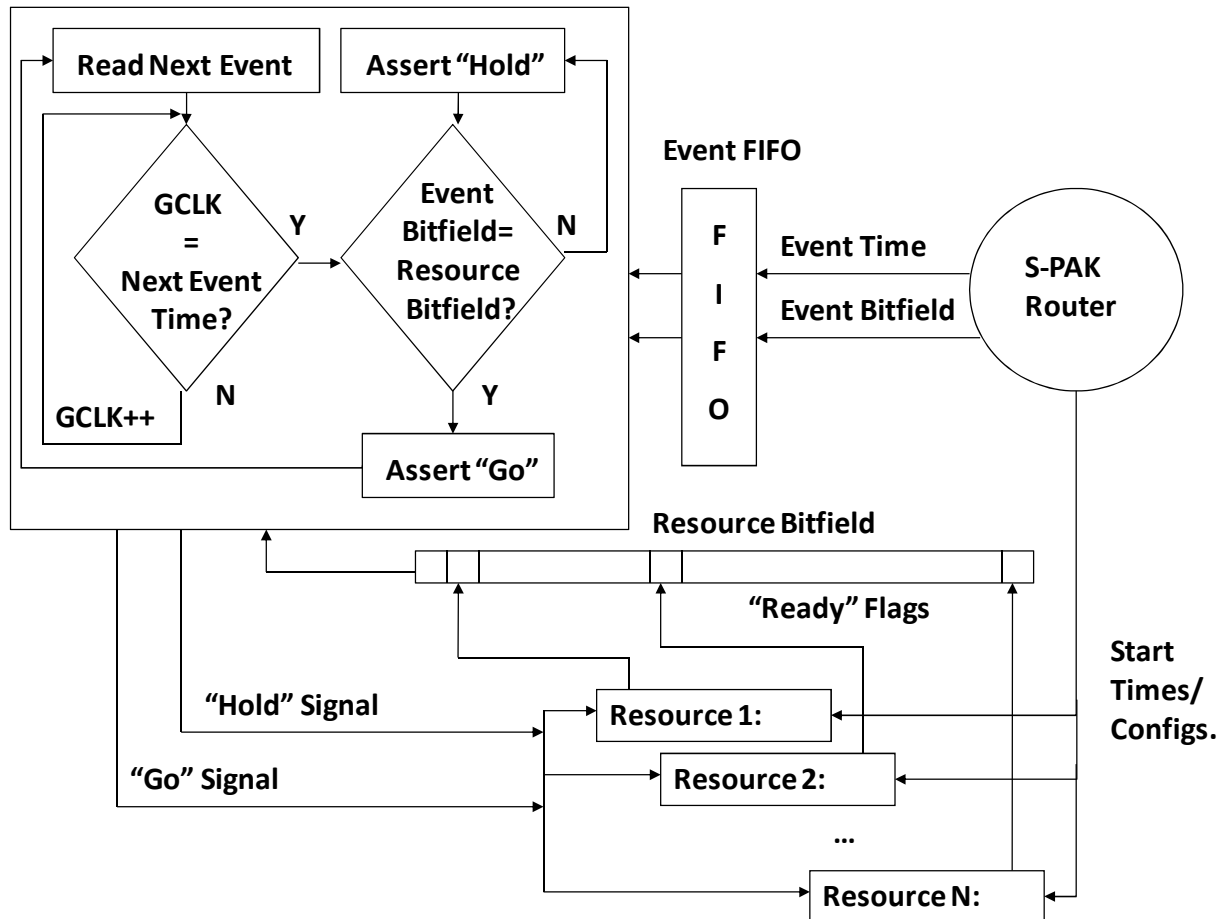 Read Next Event
Assert “Hold”
GCLK
=
Next Event
Time?
Y
N
GCLK++
Event
Bitfield=
Resource
Bitfield?
N
Y
Assert “Go”
Event FIFO
F
I
F
O
Event Time
Event Bitfield
S-PAK
Router
Resource Bitfield
“Ready” Flags
Start
Times/
Configs.
“Hold” Signal
“Go” Signal
Resource 1:
Resource 2:
...
Resource N: